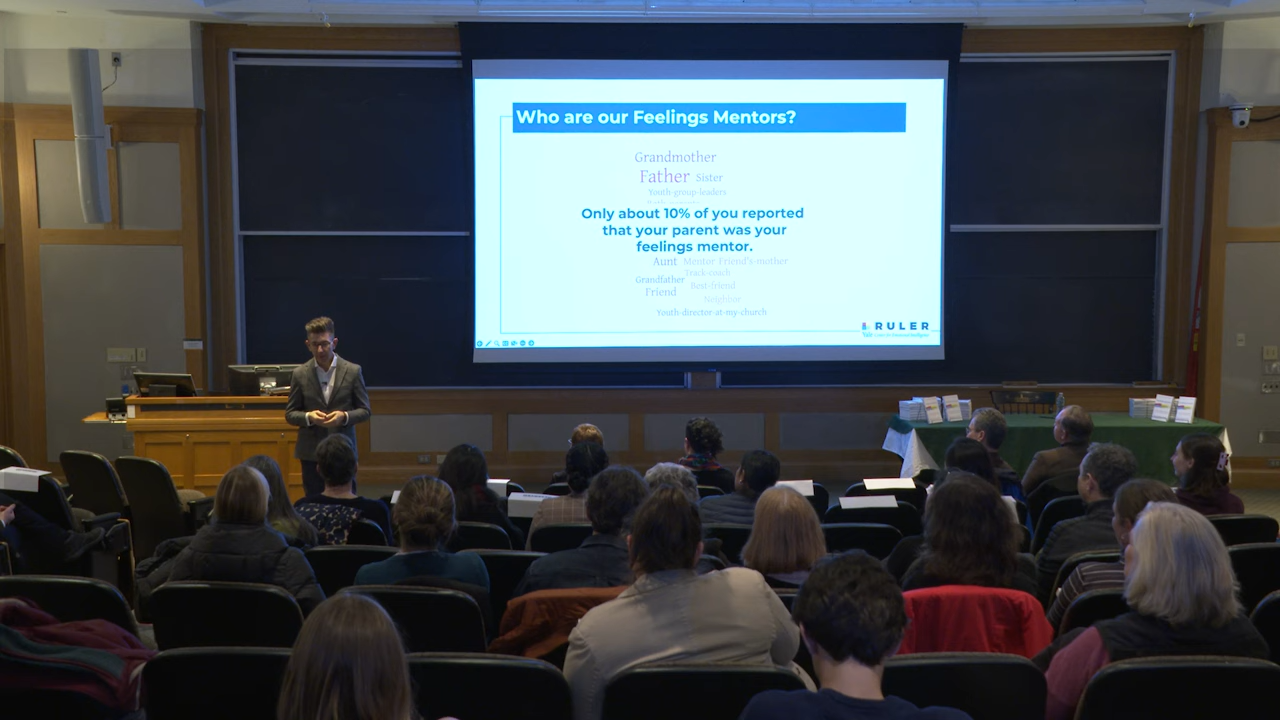 Who are our Feelings Mentors?
Grandmother
Father Sister
Youth-group-leaders
Only about 10% of you reported
that your parent was your
feelings mentor.
Aunt Mentor Friend's-mother
Track-coach
Grandfather Best-friend
Friend
Neighbor
Youth-director-at-my-church
RULER